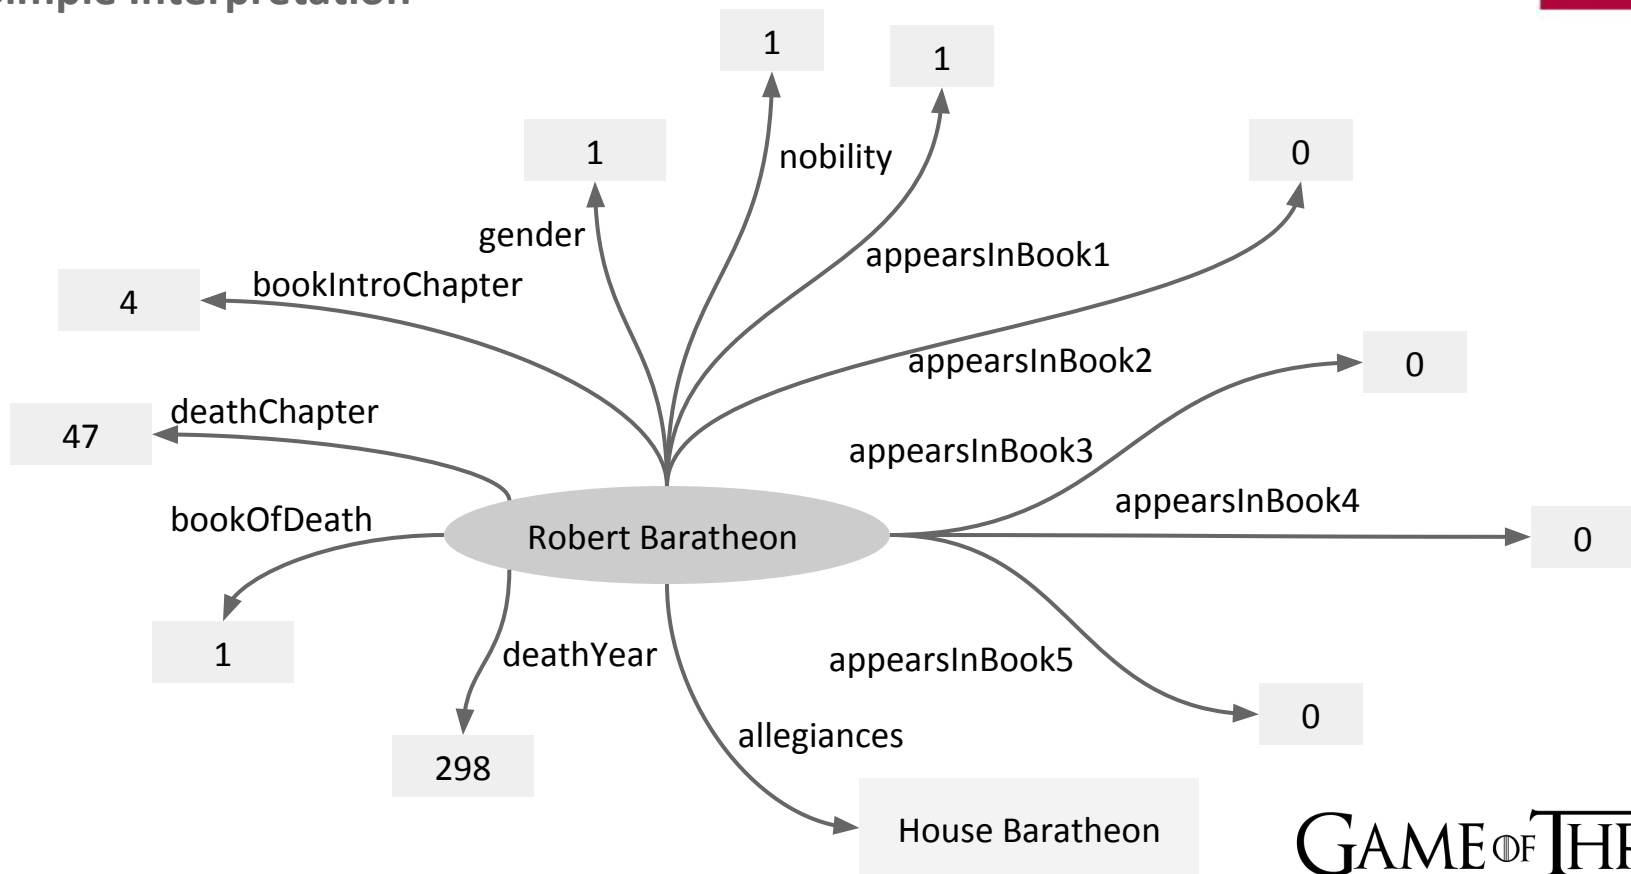 1
1
1
nobility
0
gender
appearsInBook1
bookIntroChapter
4
appearsInBook2
0
deathChapter
47
appearsInBook3
appearsInBook4
bookOfDeath
Robert Baratheon
0
1
deathYear
appearsInBook5
0
allegiances
298
House Baratheon
GAME OF